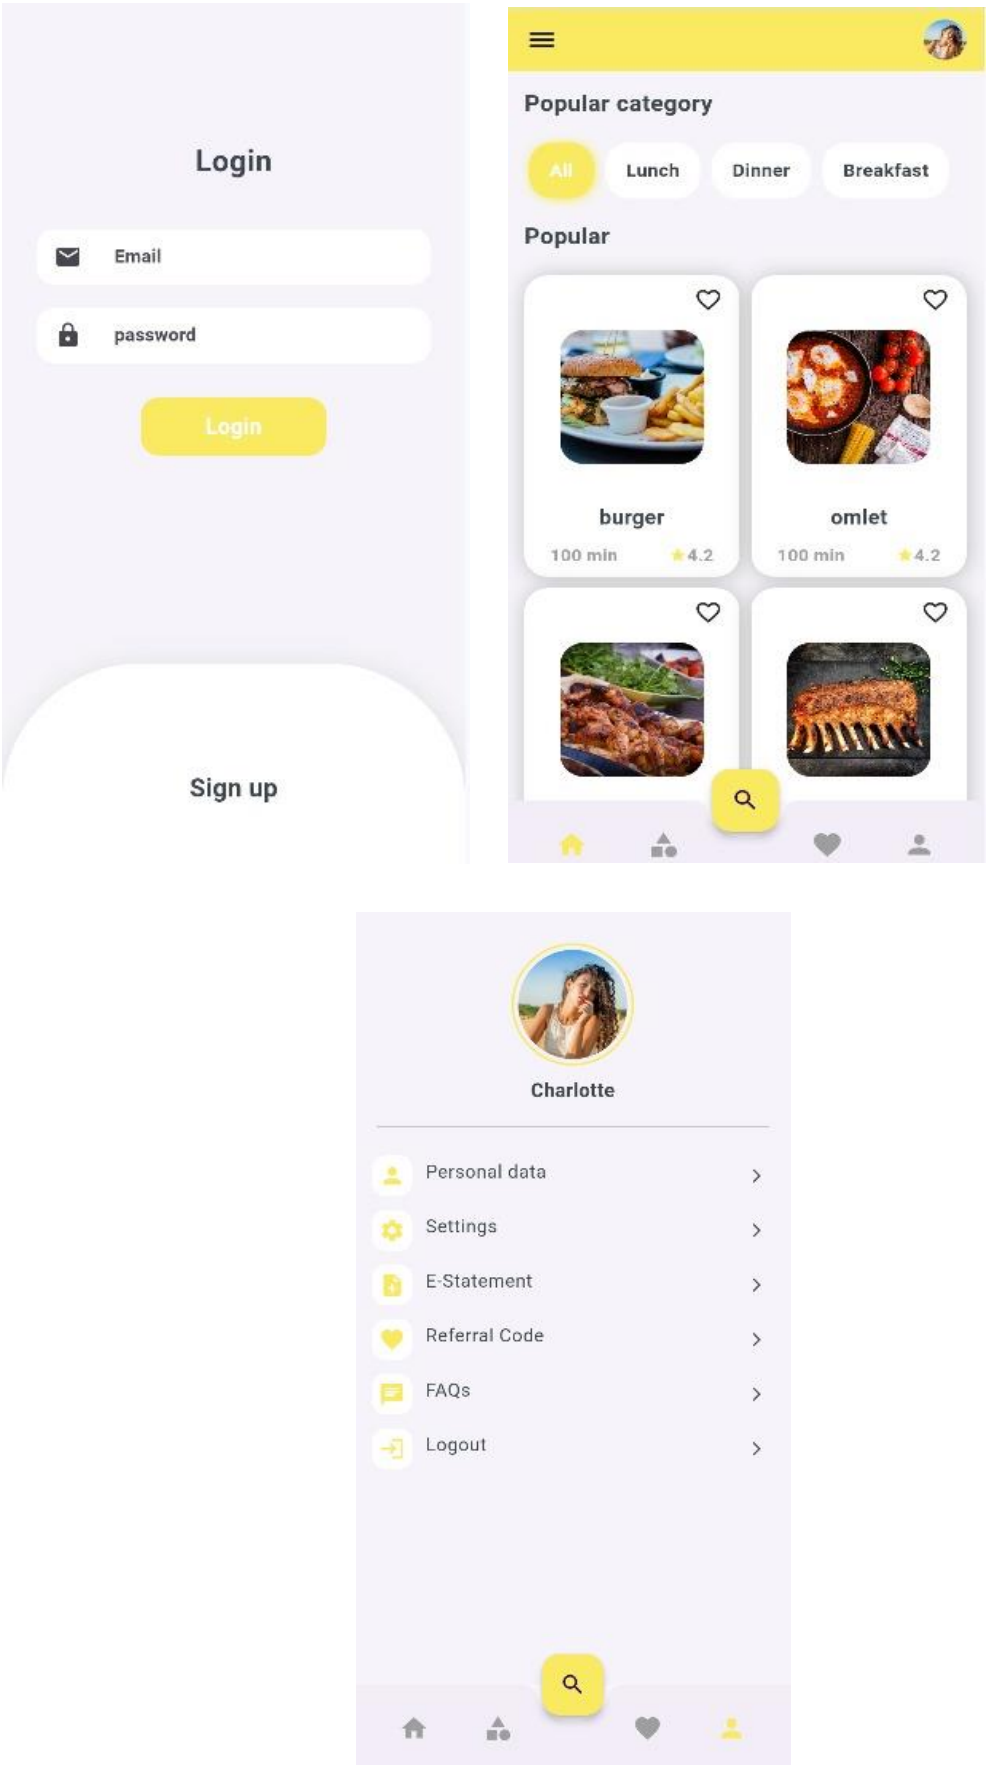 Login
Email
password
Login
Sign up
Popular category
All Lunch Dinner Breakfast
Popular
burger omlet
100 min 4.2 100 min 4.2
Charlotte
Personal data
Settings
E-Statement
Referral Code
FAQs
Logout